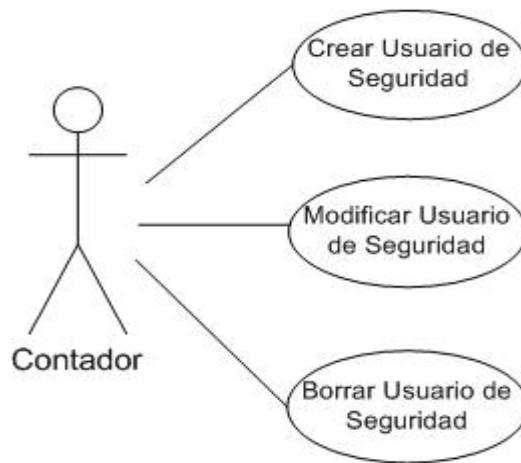 Crear Usuario de
Seguridad
Modificar Usuario
de Seguridad
Contador
Borrar Usuario de
Seguridad